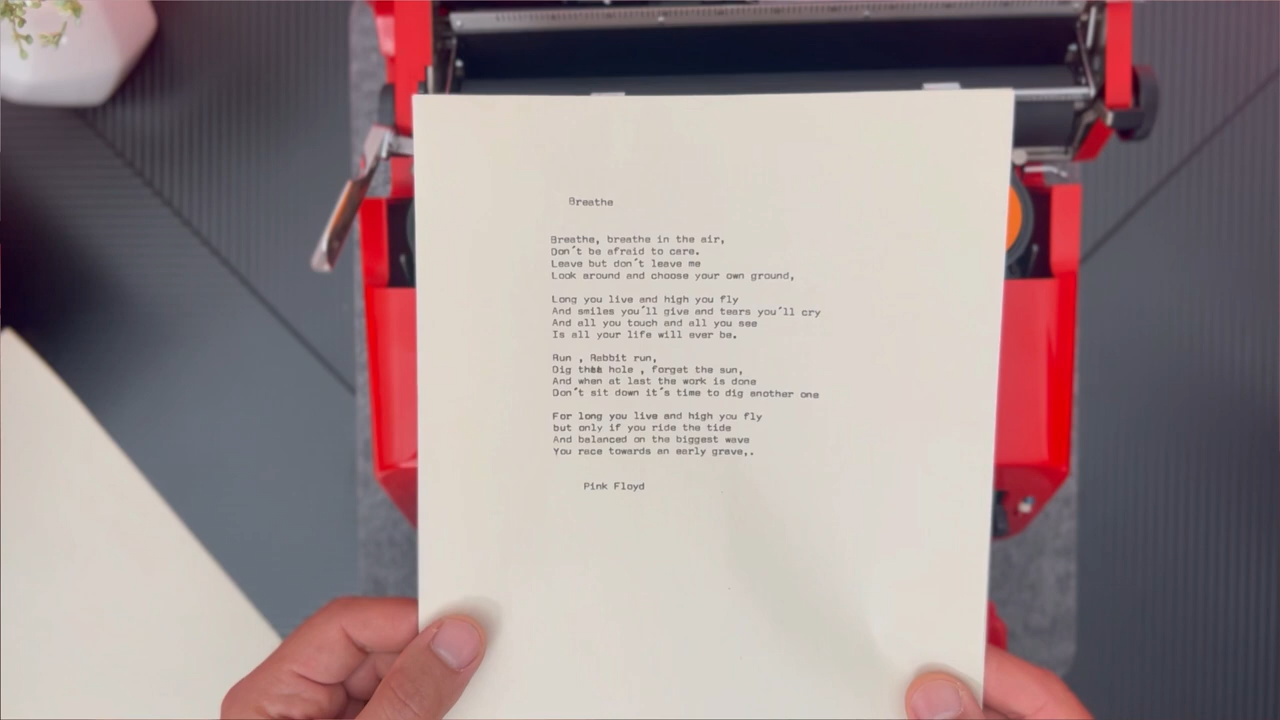 Breathe
Breathe, breathe in the air,
Don´t be afraid to care.
Leave but don´t leave me
Look around and choose your own ground,
Long you live and high you fly
And smiles you´ll give and tears you´ll cry
And all you touch and all you see
Is all your life will ever be.
Run , Rabbit run,
Dig that hole , forget the sun,
And when at last the work is done
Don´t sit down it´s time to dig another one
For long you live and high you fly
but only if you ride the tide
And balanced on the biggest wave
You race towards an early grave,.
Pink Floyd